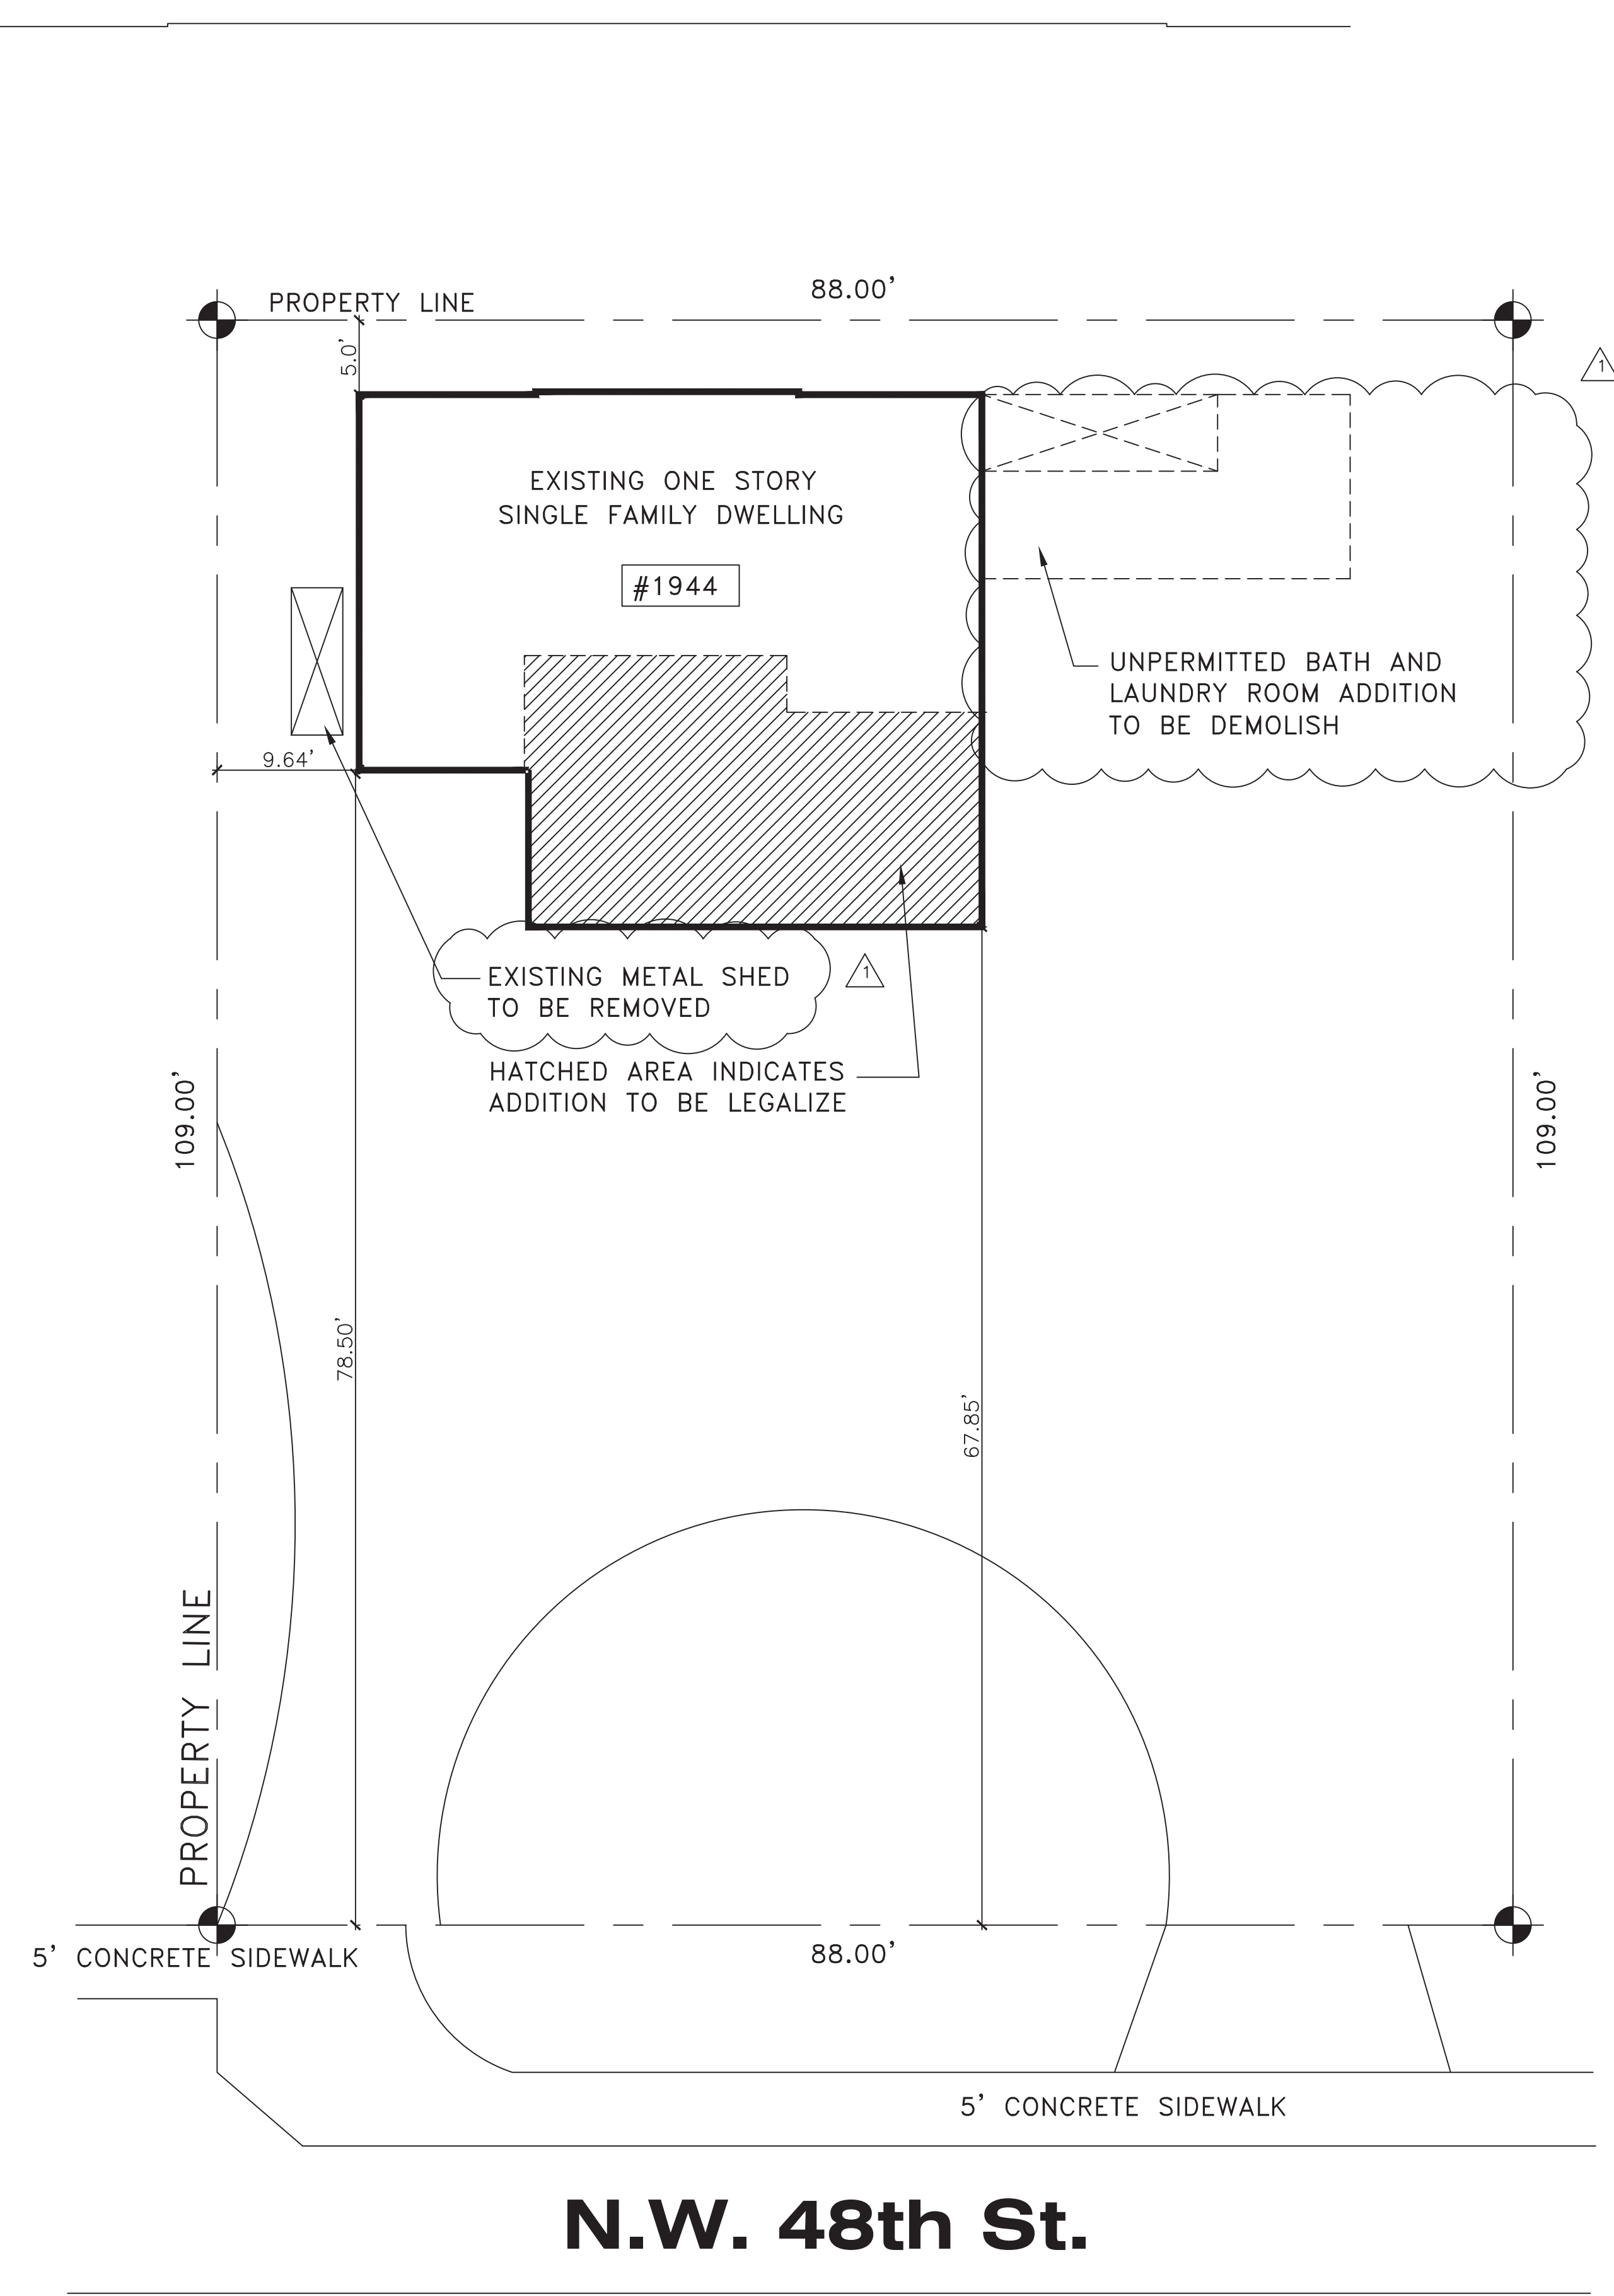 88.00'
PROPERTY LINE
5.0'
1
EXISTING ONE STORY
SINGLE FAMILY DWELLING
#1944
UNPERMITTED BATH AND
LAUNDRY ROOM ADDITION
TO BE DEMOLISH
9.64'
EXISTING METAL SHED
TO BE REMOVED
1
HATCHED AREA INDICATES
ADDITION TO BE LEGALIZE
109.00'
109.00'
78.50'
67.85'
PROPERTY LINE
5' CONCRETE SIDEWALK
88.00'
5' CONCRETE SIDEWALK
N.W. 48th St.